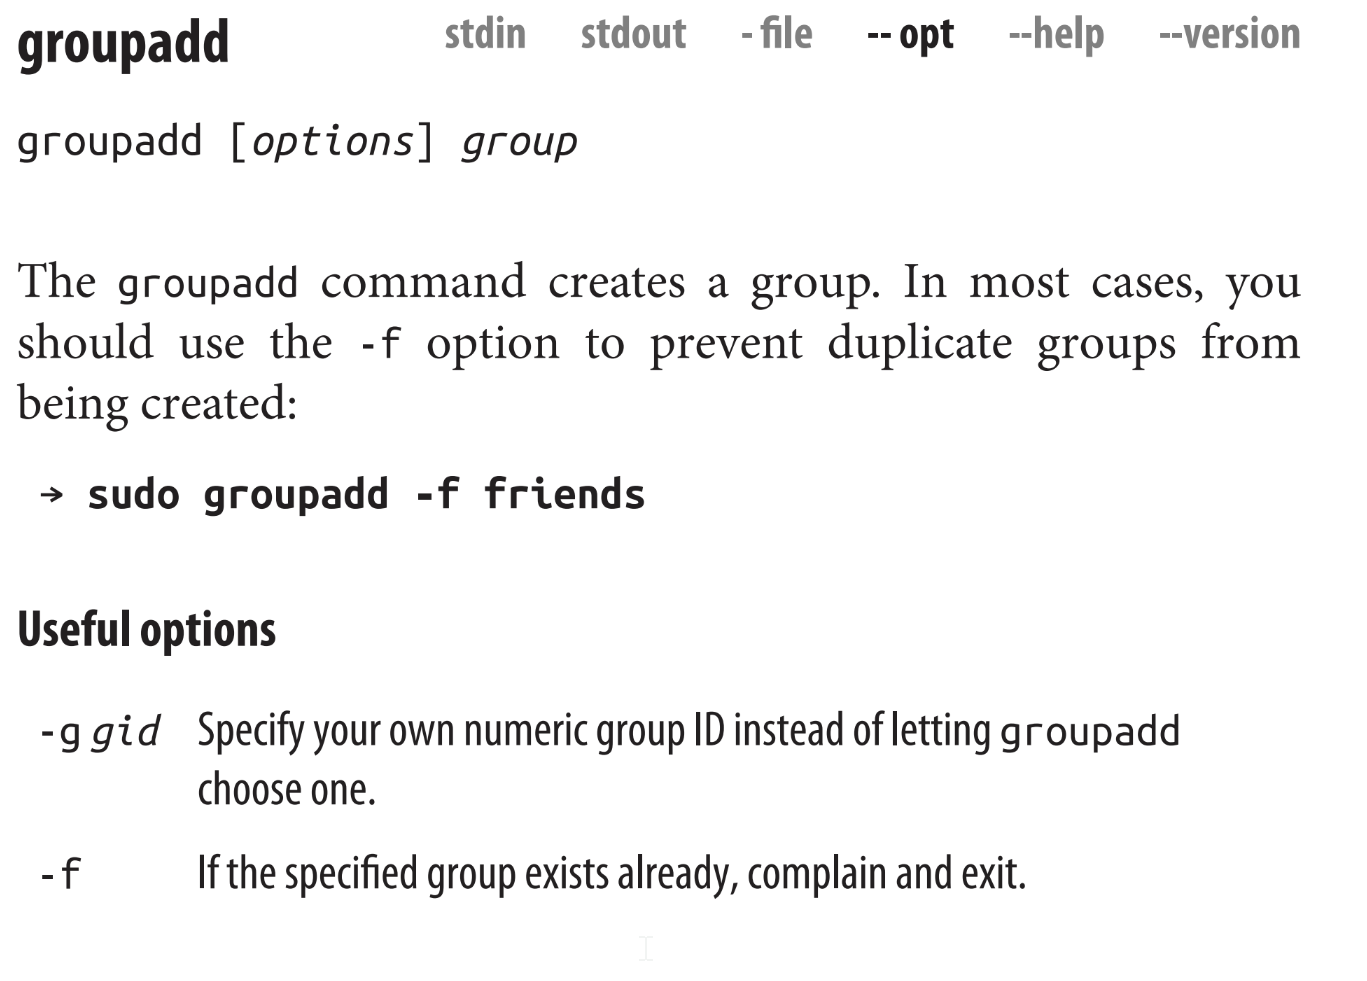 groupadd stdin stdout - file -- opt --help --version
groupadd [options] group
The groupadd command creates a group. In most cases, you
should use the -f option to prevent duplicate groups from
being created:
→ sudo groupadd -f friends
Useful options
-g gid Specify your own numeric group ID instead of letting groupadd
choose one.
-f If the specified group exists already, complain and exit.